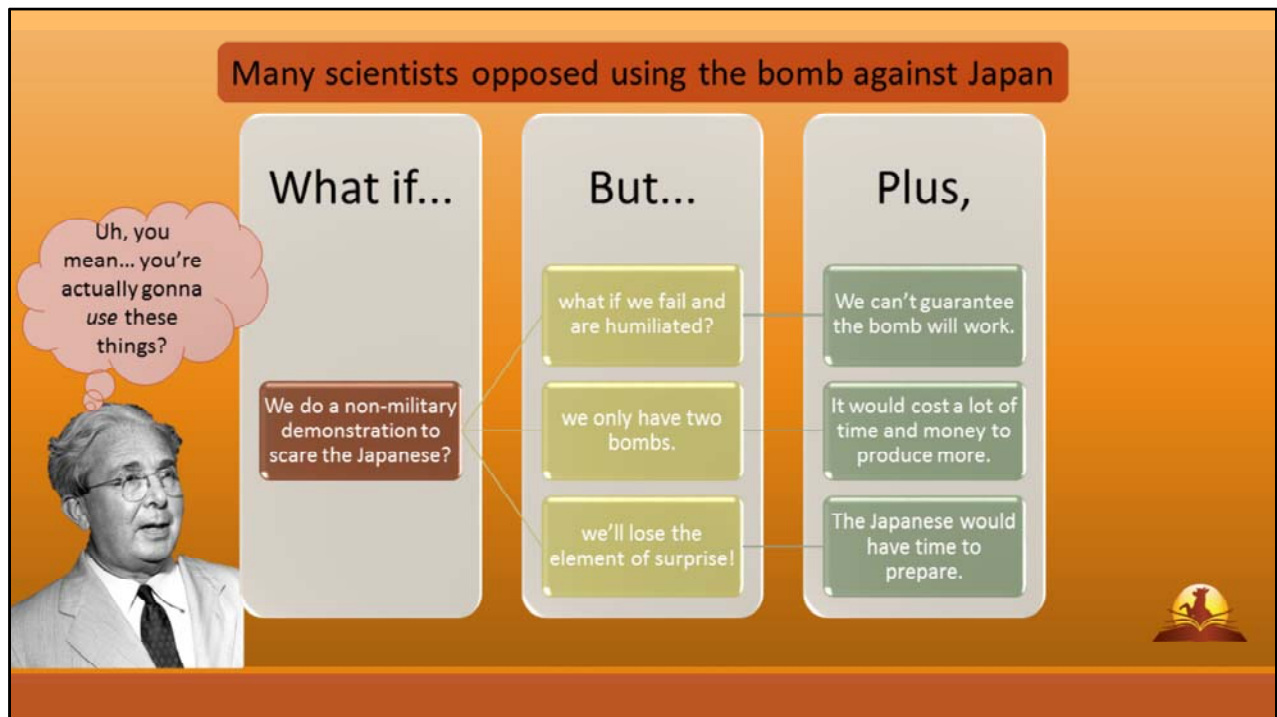 Many scientists opposed using the bomb against Japan
Uh, you
mean... you're
actually gonna
use these
things?
What if...
We do a non-military
demonstration to
scare the Japanese?
But...
what if we fail and
are humiliated?
we only have two
bombs.
we'll lose the
element of surprise!
Plus,
We can't guarantee
the bomb will work.
It would cost a lot of
time and money to
produce more.
The Japanese would
have time to
prepare.